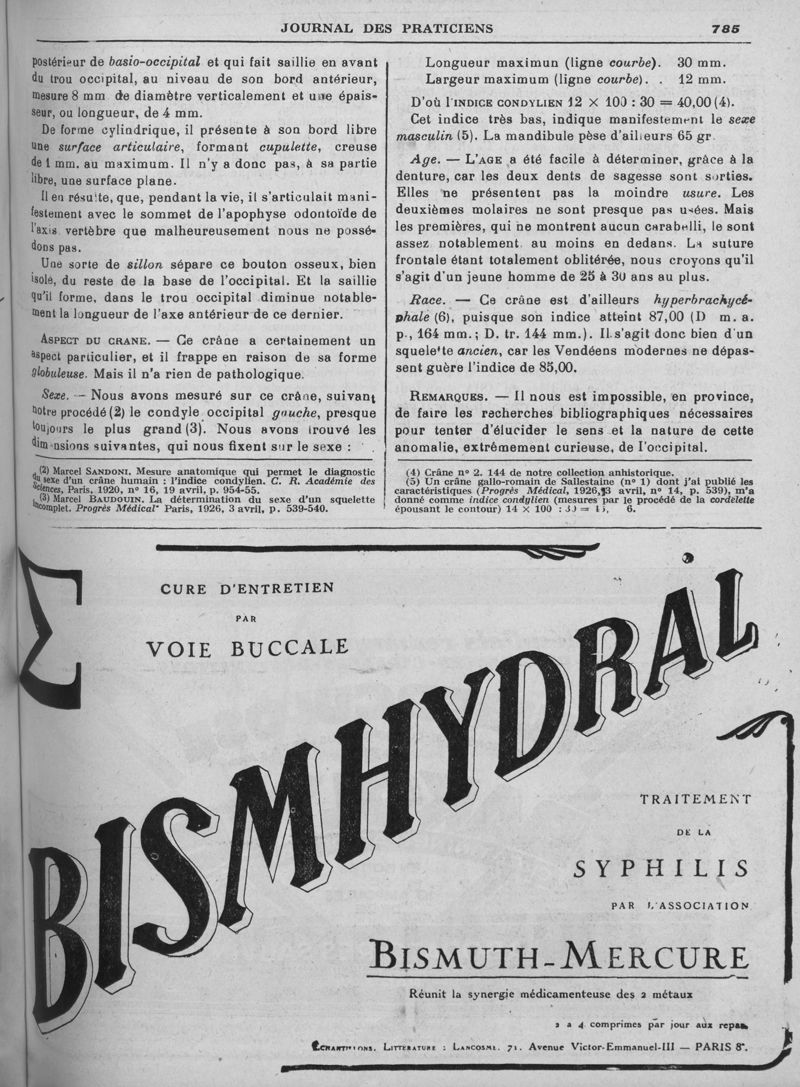 JOURNAL DES PRATICIENS 785
postérieur de basio-occipital et qui fait saillie en avant
du trou occipital, au niveau de son bord antérieur,
mesure 8 mm de diamètre verticalement et une épais-
seur, ou longueur, de 4 mm.
De forme cylindrique, il présente à son bord libre
une surface articulaire, formant cupulette, creuse
de 1 mm. au maximum. Il n'y a donc pas, à sa partie
libre, une surface plane.
Il en résulte, que, pendant la vie, il s'articulait mani-
festement avec le sommet de l'apophyse odontoïde de
l'axis vertèbre que malheureusement nous ne possé-
dons pas.
Une sorte de sillon sépare ce bouton osseux, bien
isolé, du reste de la base de l'occipital. Et la saillie
qu'il forme, dans le trou occipital diminue notable-
ment la longueur de l'axe antérieur de ce dernier.
ASPECT DU CRANE. — Ce crâne a certainement un
aspect particulier, et il frappe en raison de sa forme
globuleuse. Mais il n'a rien de pathologique.
Sexe. — Nous avons mesuré sur ce crâne, suivant
notre procédé (2) le condyle occipital gauche, presque
toujours le plus grand (3). Nous avons trouvé les
dimensions suivantes, qui nous fixent sur le sexe :
(2) Marcel SANDONI. Mesure anatomique qui permet le diagnostic
du sexe d'un crâne humain : l'indice condylien. C. R. Académie des
Sciences, Paris, 1920, nº 16, 19 avril, p. 954-55.
(3) Marcel BAUDOUIN. La détermination du sexe d'un squelette
incomplet. Progrès Médical" Paris, 1926, 3 avril, p. 539-540.
Longueur maximun (ligne courbe). 30 mm.
Largeur maximum (ligne courbe). . 12 mm.
D'où l'INDICE CONDYLIEN 12 × 100 : 30 = 40,00 (4).
Cet indice très bas, indique manifestement le sexe
masculin (5). La mandibule pèse d'ailleurs 65 gr.
Age. — L'AGE a été facile à déterminer, grâce à la
denture, car les deux dents de sagesse sont sorties.
Elles ne présentent pas la moindre usure. Les
deuxièmes molaires ne sont presque pas usées. Mais
les premières, qui ne montrent aucun carabelli, le sont
assez notablement au moins en dedans. La suture
frontale étant totalement oblitérée, nous croyons qu'il
s'agit d'un jeune homme de 25 à 30 ans au plus.
Race. — Ce crâne est d'ailleurs hyperbrachycé-
phale (6), puisque son indice atteint 87,00 (D m. a.
p., 164 mm. ; D. tr. 144 mm.). Il s'agit donc bien d'un
squelette ancien, car les Vendéens modernes ne dépas-
sent guère l'indice de 85,00.
REMARQUES. — Il nous est impossible, en province,
de faire les recherches bibliographiques nécessaires
pour tenter d'élucider le sens et la nature de cette
anomalie, extrêmement curieuse, de l'occipital.
(4) Crâne nº 2. 144 de notre collection anhistorique.
(5) Un crâne gallo-romain de Sallestaine (nº 1) dont j'ai publié les
caractéristiques (Progrès Médical, 1926, 3 avril, nº 14, p. 539), m'a
donné comme indice condylien (mesures par le procédé de la cordelette
épousant le contour) 14 × 100 : 6.
CURE D'ENTRETIEN
PAR
VOIE BUCCALE
BISMHYDRAL
TRAITEMENT
DE LA
SYPHILIS
PAR L'ASSOCIATION
BISMUTH-MERCURE
Réunit la synergie médicamenteuse des 2 métaux
2 a 4 comprimes par jour aux repas
ECHANTILLONS. LITTERATURE : LANCOSME. 71. Avenue Victor-Emmanuel-III — PARIS 8e.